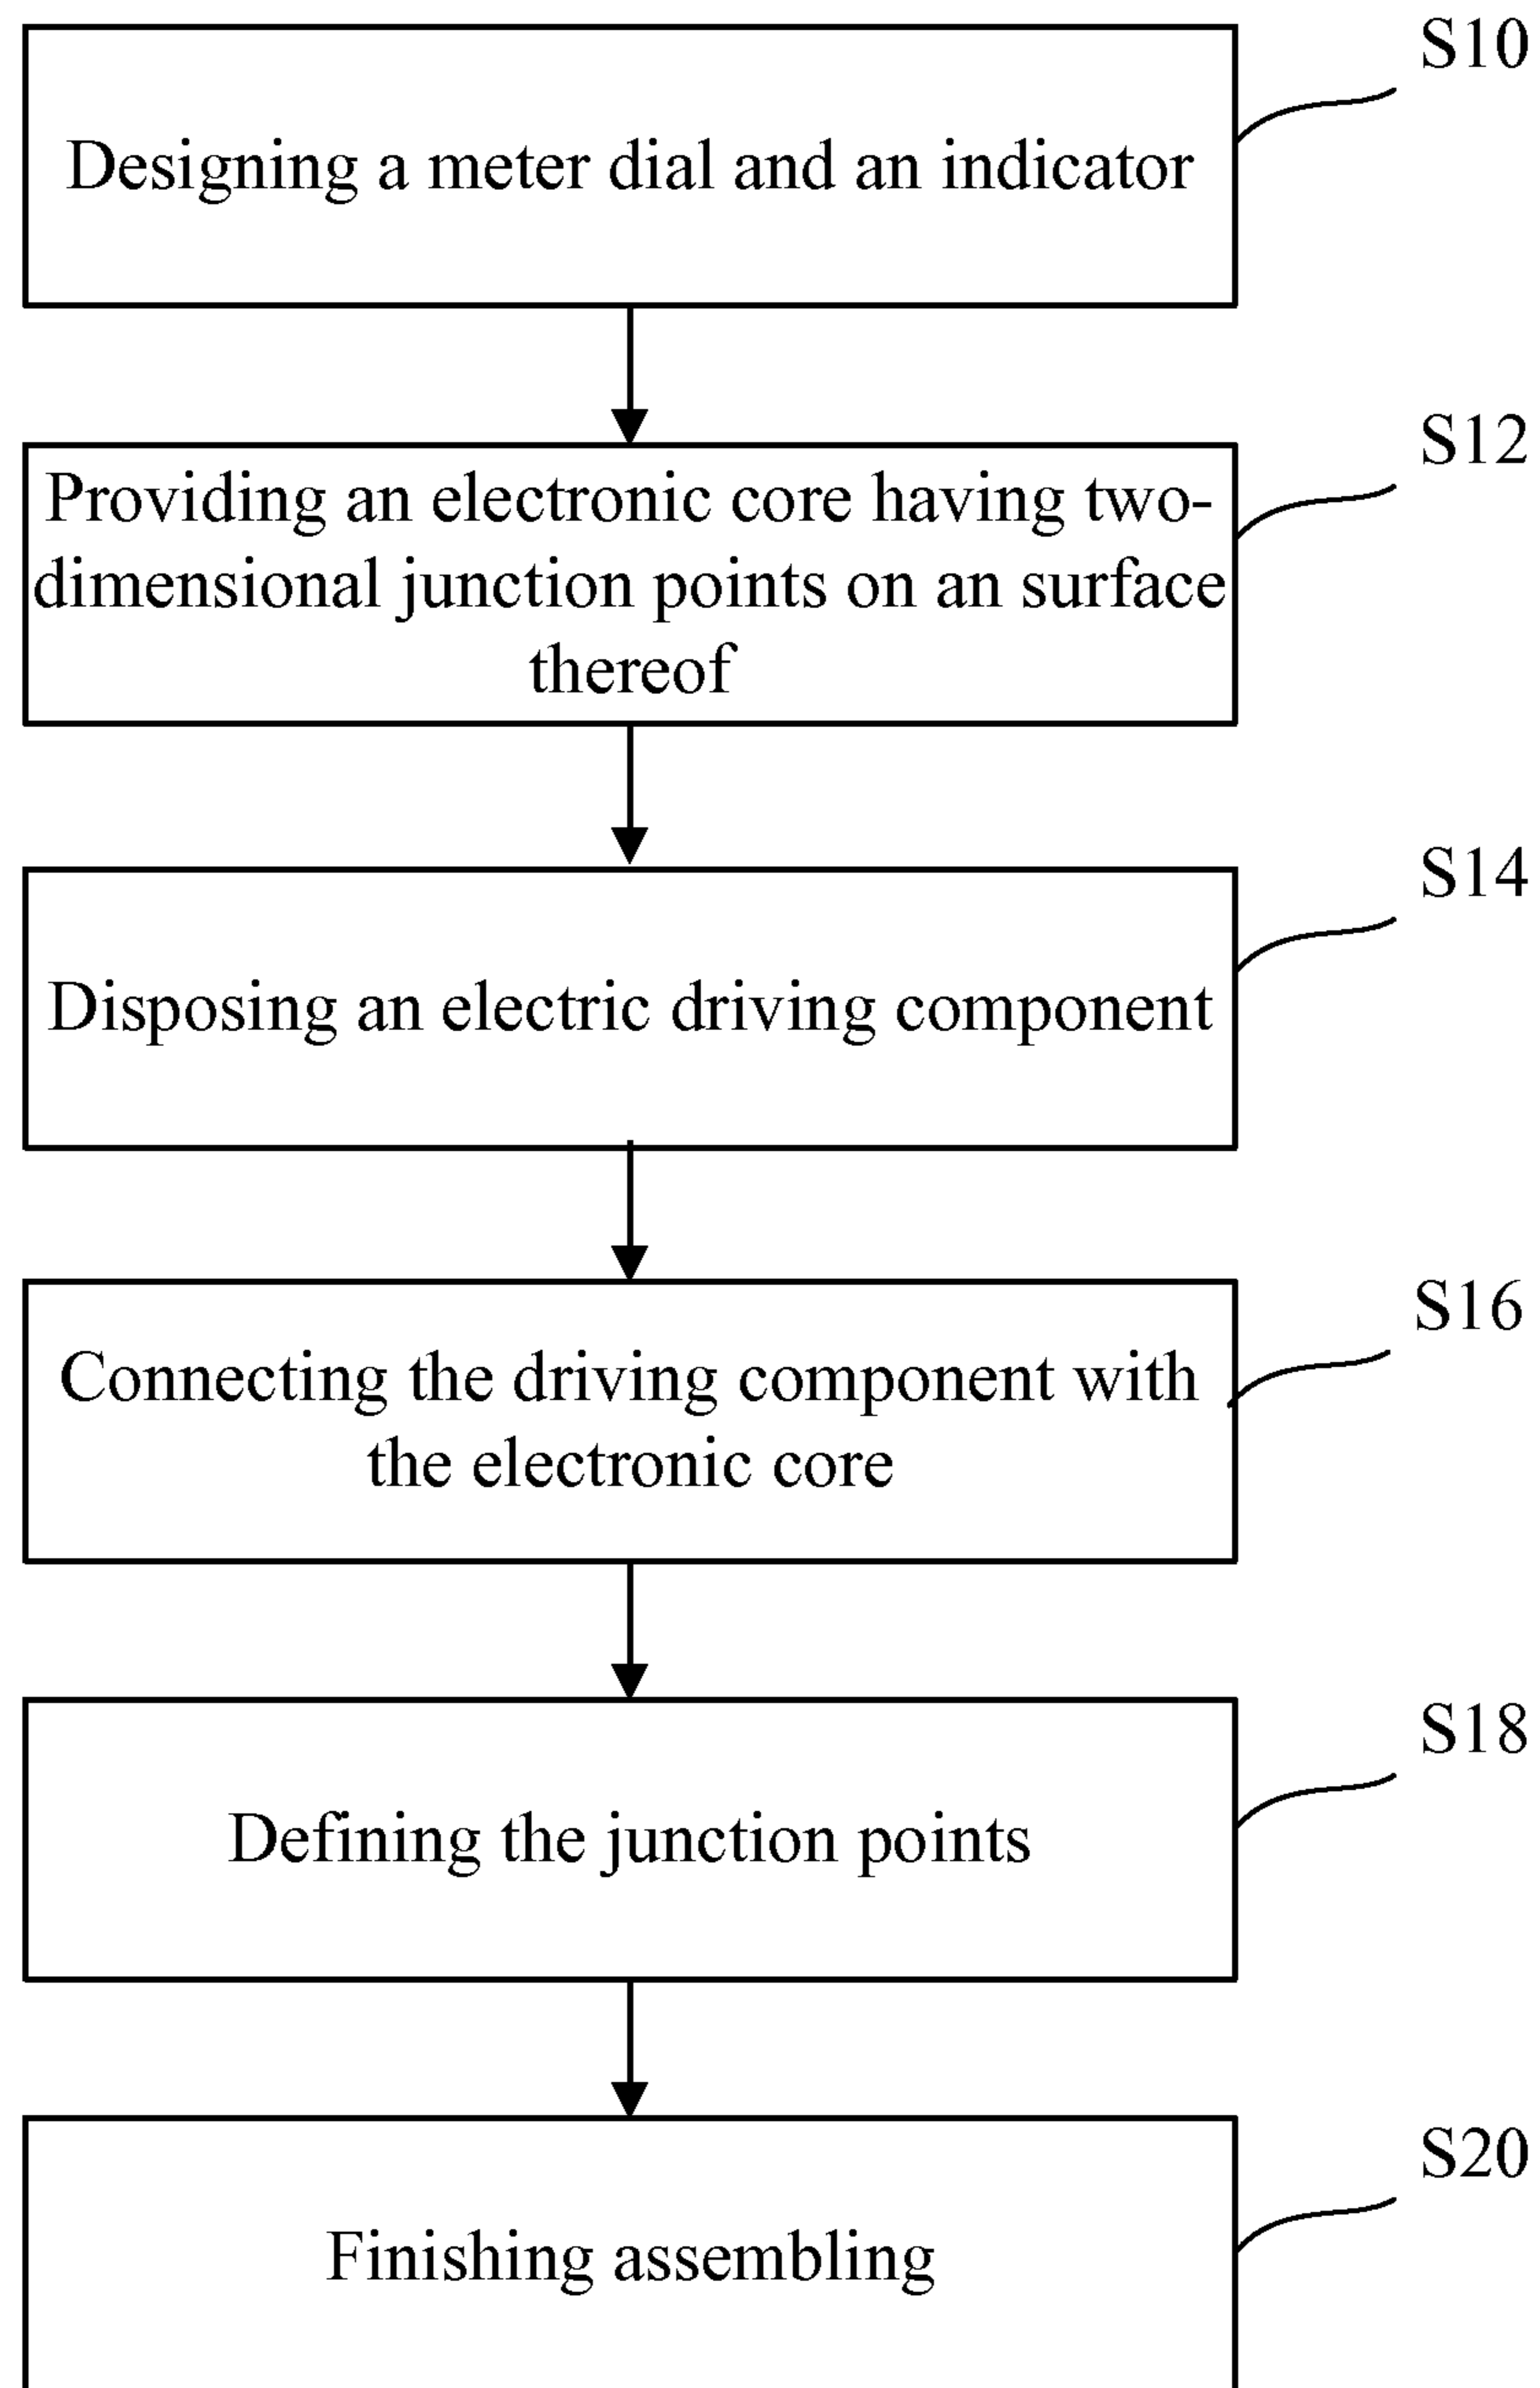 S10
Designing a meter dial and an indicator
S12
Providing an electronic core having two-
dimensional junction points on an surface
thereof
S14
Disposing an electric driving component
S16
Connecting the driving component with
the electronic core
S18
Defining the junction points
S20
Finishing assembling